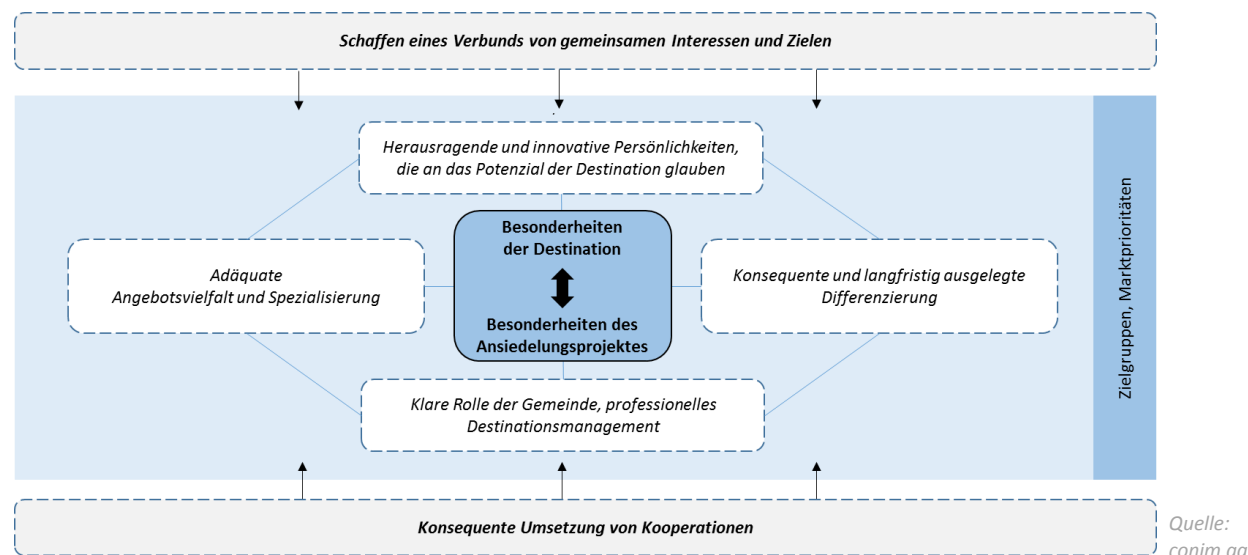 Schaffen eines Verbunds von gemeinsamen Interessen und Zielen
Herausragende und innovative Persönlichkeiten,
die an das Potenzial der Destination glauben
Besonderheiten
der Destination
Adäquate
Angebotsvielfalt und Spezialisierung
Konsequente und langfristig ausgelegte
Differenzierung
Besonderheiten des
Ansiedelungsprojektes
Klare Rolle der Gemeinde, professionelles
Destinationsmanagement
Zielgruppen, Marktprioritäten
Konsequente Umsetzung von Kooperationen
Quelle:
conim ag